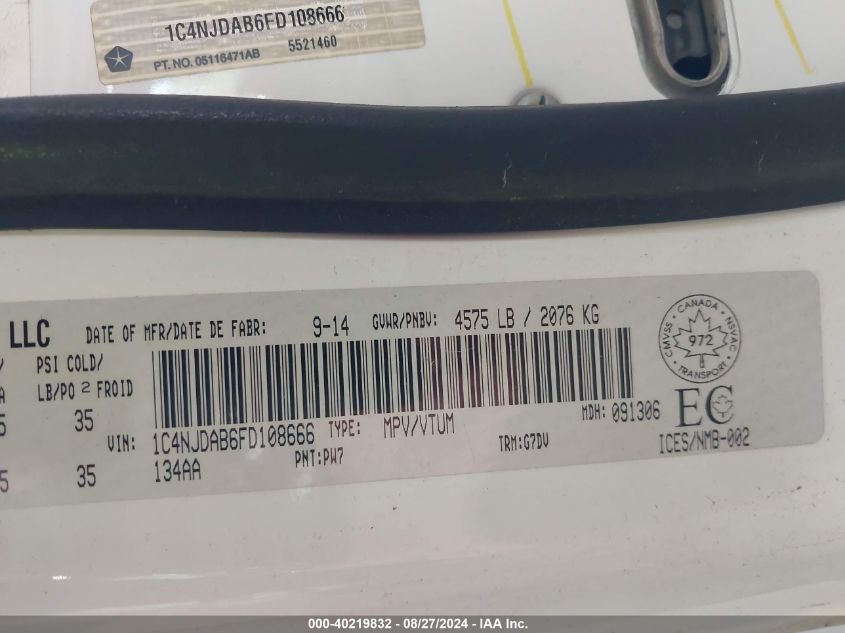 1C4NJDAB6FD108666
5521460
PT. NO. 05116471AB
LLC DATE OF MFR/DATE DE FABR: 9-14 GVWR/PNBV: 4575 LB / 2076 KG
PSI COLD/
LB/PO 2 FROID
35
VIN: 1C4NJDAB6FD108666 TYPE: MPV/VTUM MDH: 091306
5 35 134AA PNT:PW7 TRM:G7DV
CANADA
CMVSS NSVAC
972
TRANSPORT
EC
ICES/NMB-002
000-40219832 - 08/27/2024 - IAA Inc.